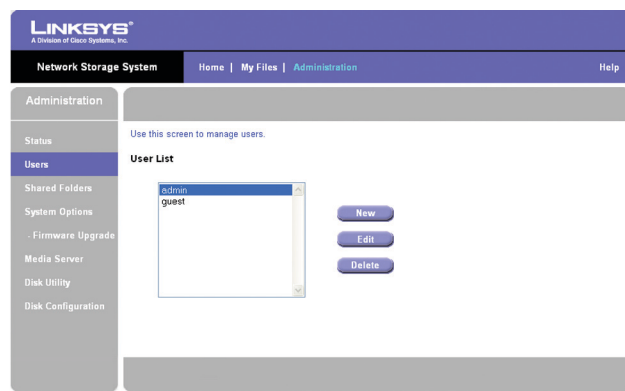 LINKSYS®
A Division of Cisco Systems, Inc.
Network Storage System
Home | My Files | Administration
Help
Administration
Status
Users
Shared Folders
System Options
- Firmware Upgrade
Media Server
Disk Utility
Disk Configuration
Use this screen to manage users.
User List
admin
guest
New
Edit
Delete